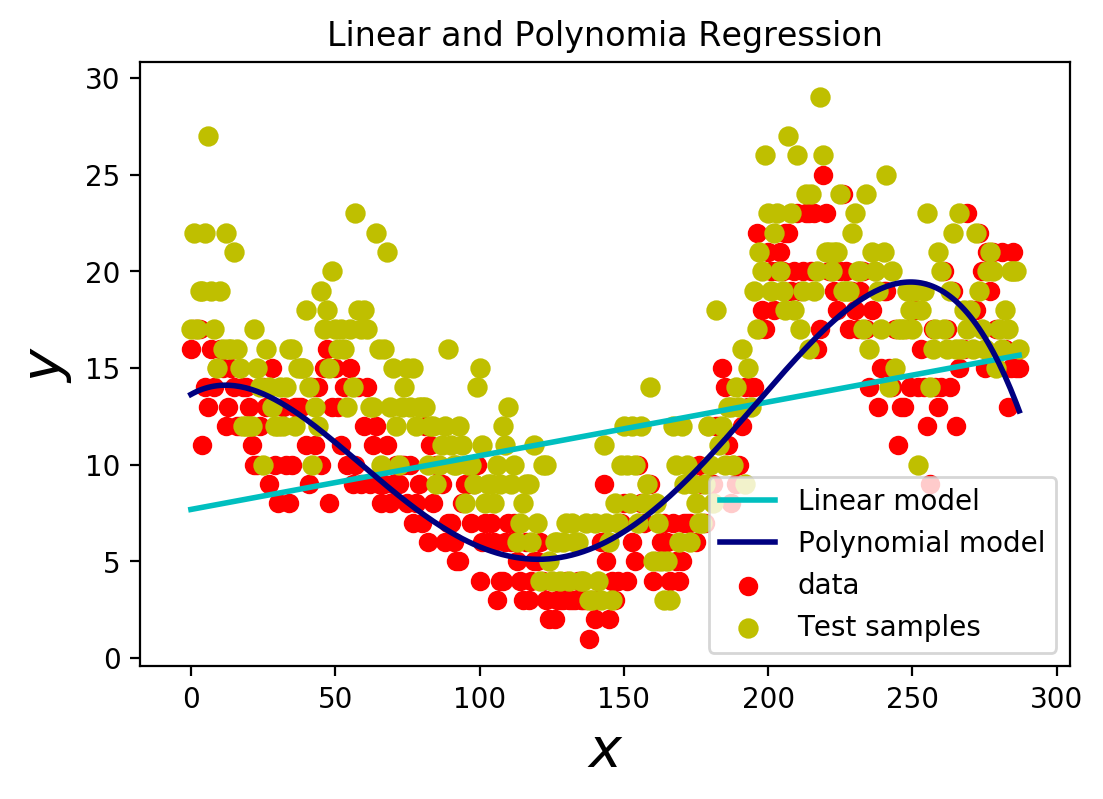 Linear and Polynomia Regression
30
25
20
15
10
5
0
y
0 50 100 150 200 250 300
x
Linear model
Polynomial model
data
Test samples